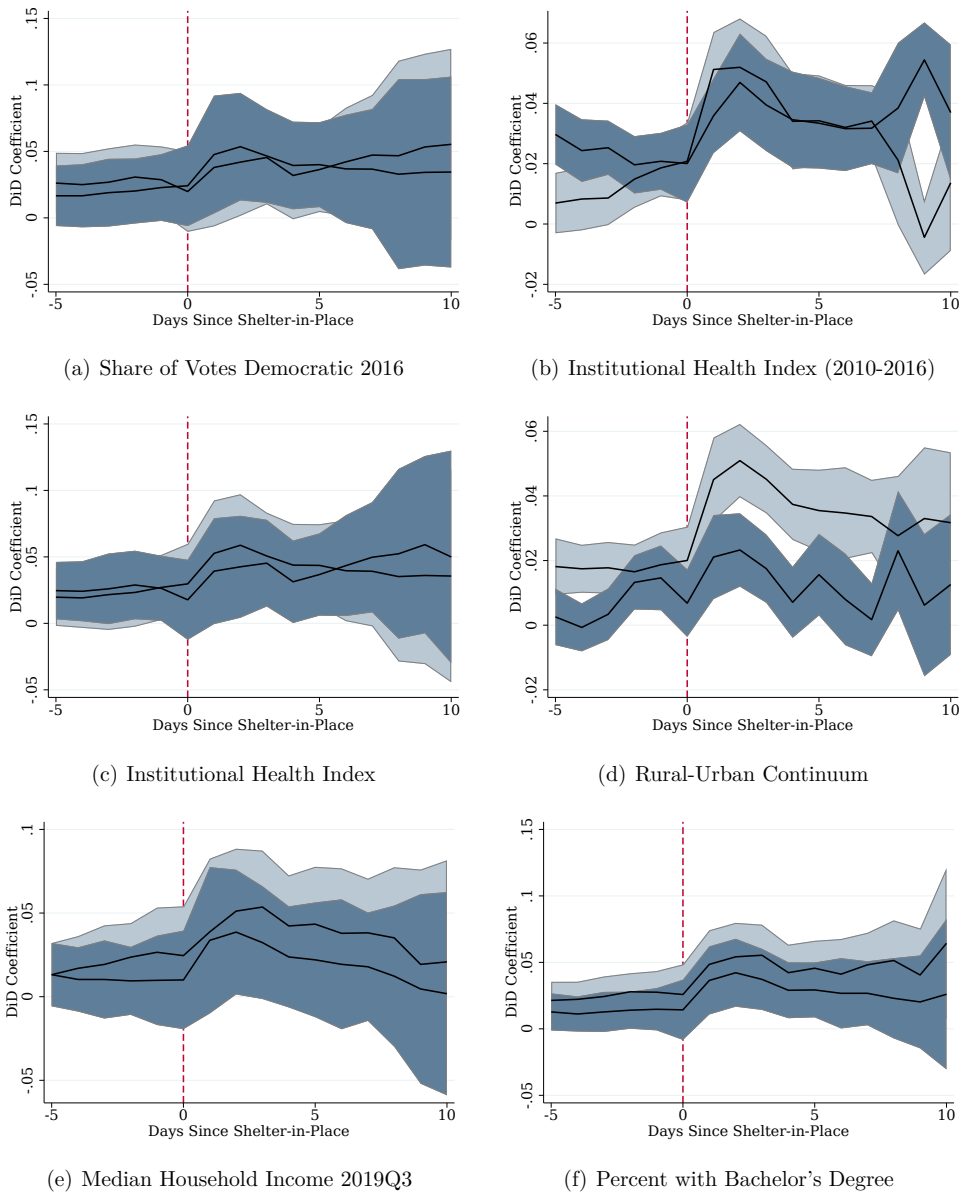 DiD Coefficient
.15
.1
.05
0
-.05
-5 0 5 10
Days Since Shelter-in-Place
(a) Share of Votes Democratic 2016
DiD Coefficient
.06
.04
.02
0
-.02
-5 0 5 10
Days Since Shelter-in-Place
(b) Institutional Health Index (2010-2016)
DiD Coefficient
.15
.1
.05
0
-.05
-5 0 5 10
Days Since Shelter-in-Place
(c) Institutional Health Index
DiD Coefficient
.06
.04
.02
0
-.02
-5 0 5 10
Days Since Shelter-in-Place
(d) Rural-Urban Continuum
DiD Coefficient
.1
.05
0
-.05
-5 0 5 10
Days Since Shelter-in-Place
(e) Median Household Income 2019Q3
DiD Coefficient
.15
.1
.05
0
-.05
-5 0 5 10
Days Since Shelter-in-Place
(f) Percent with Bachelor's Degree